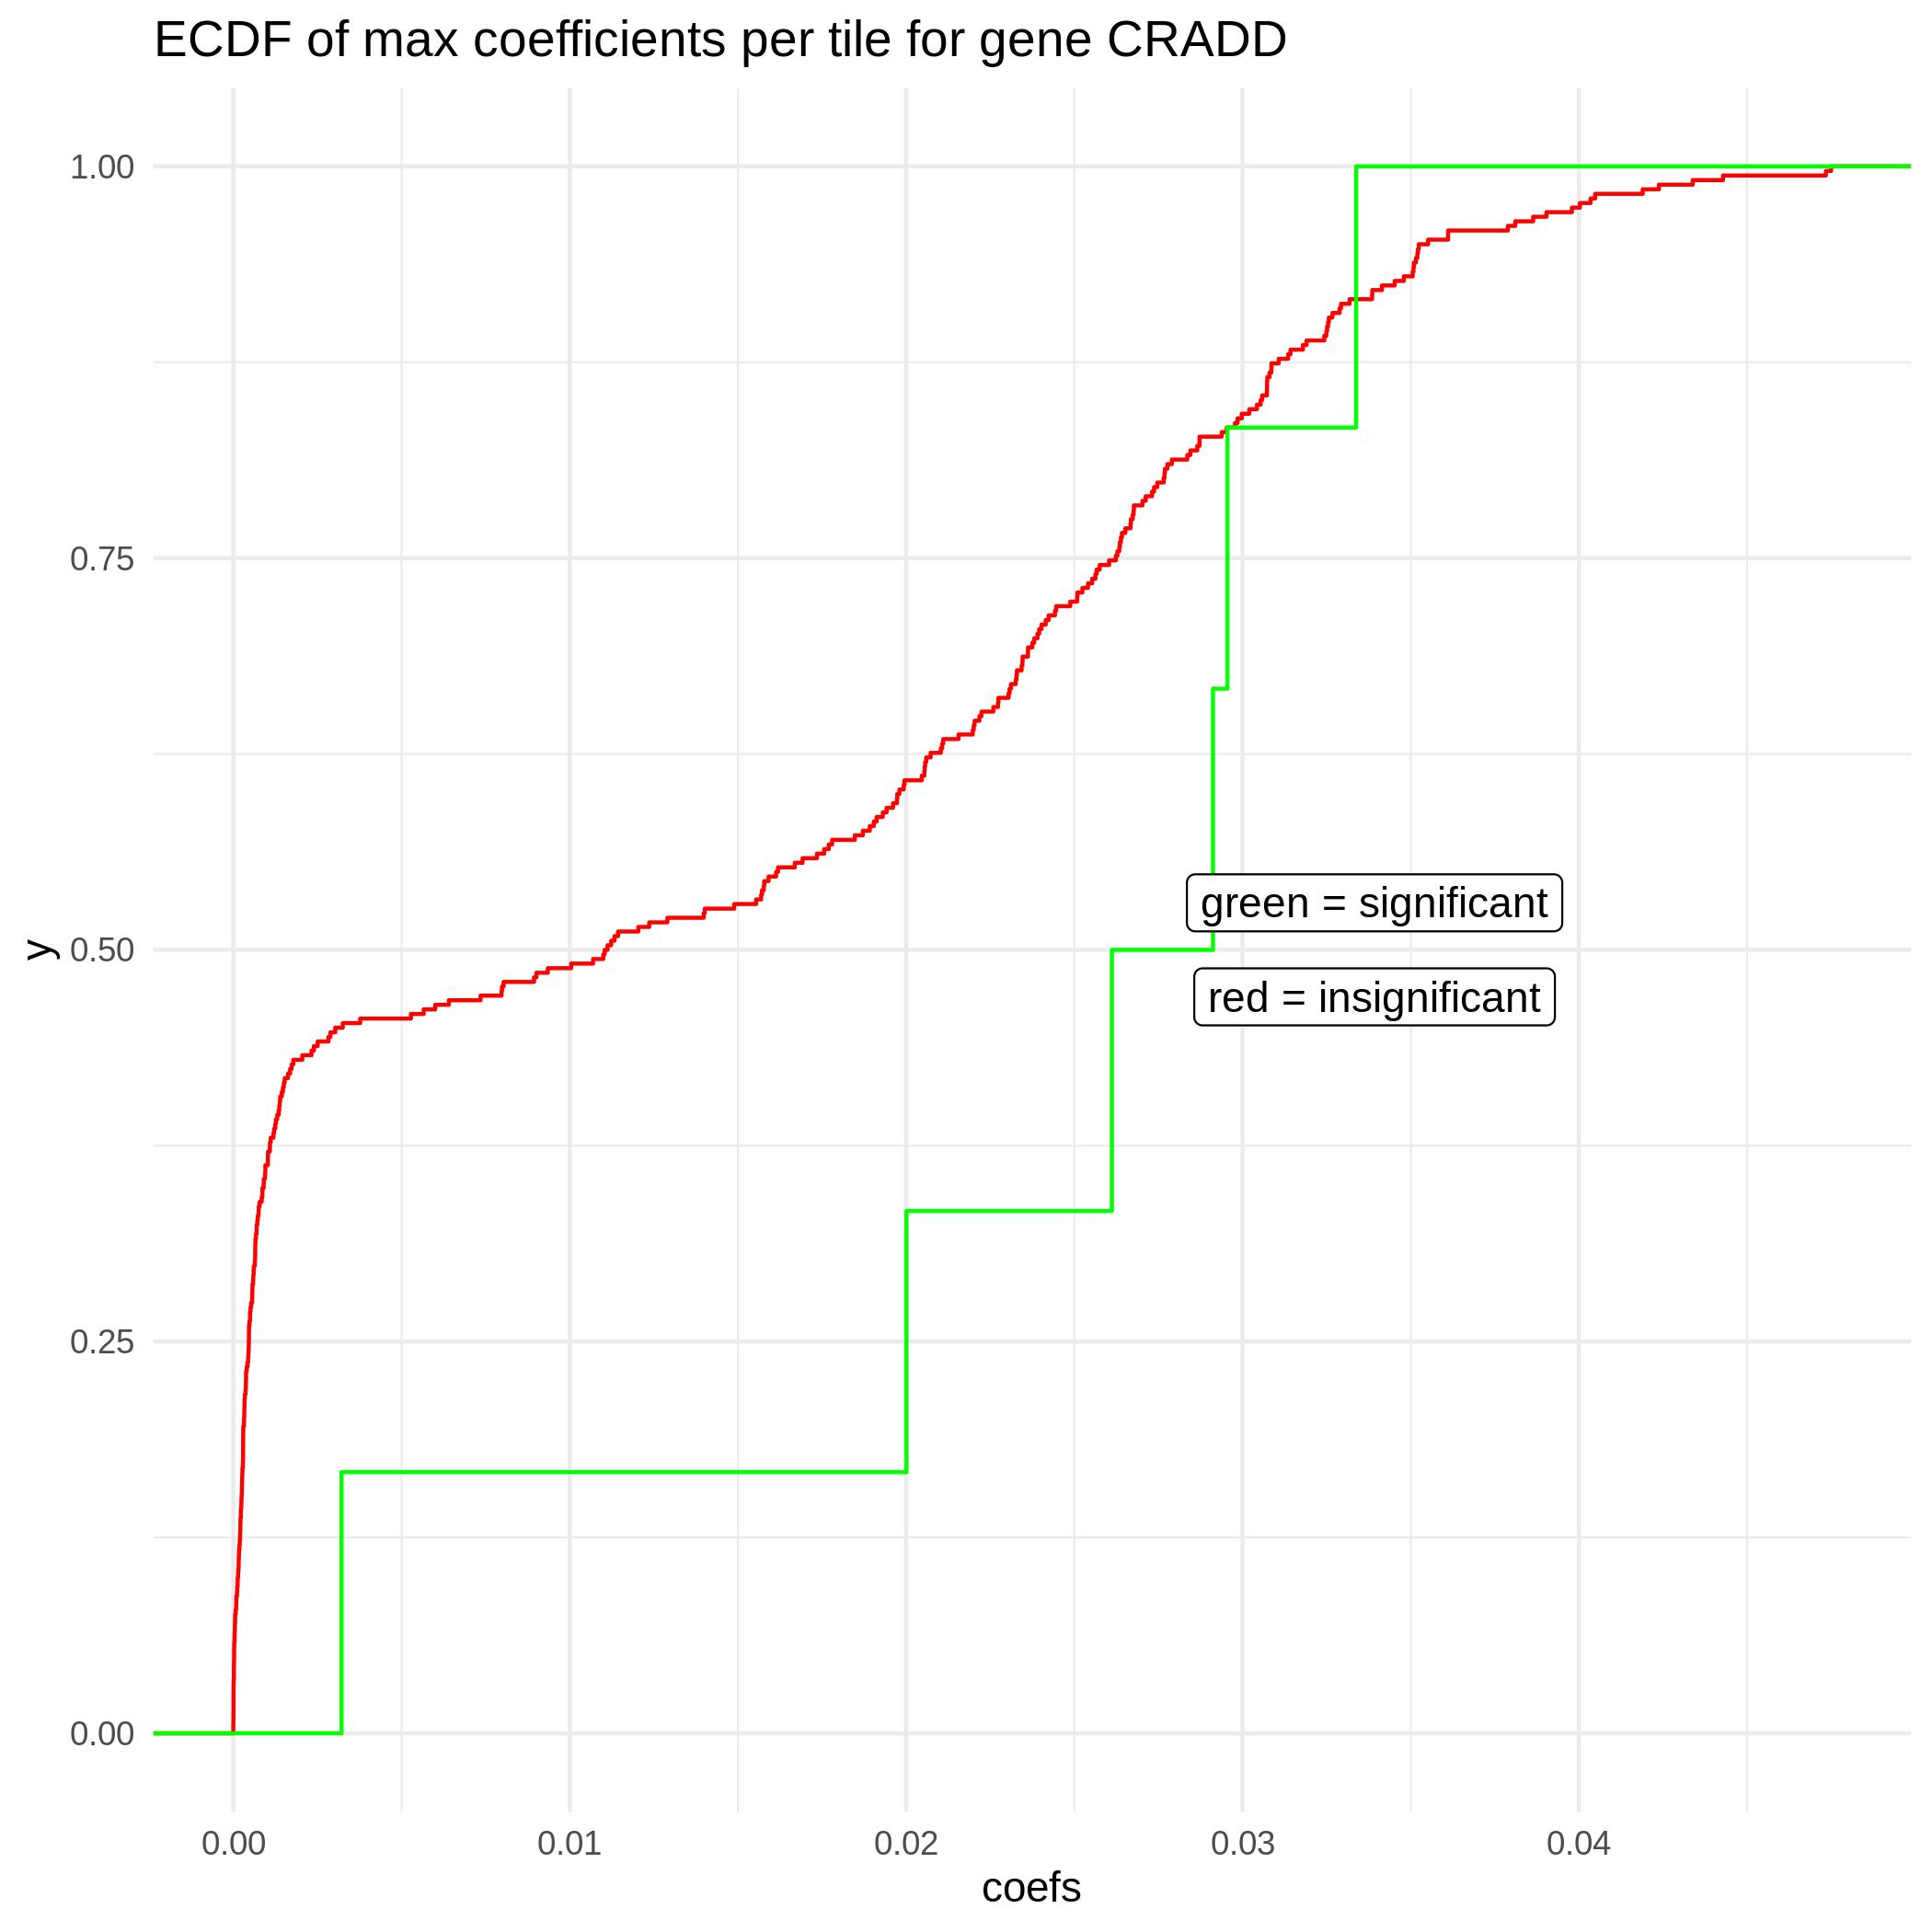 ECDF of max coefficients per tile for gene CRADD
1.00
0.75
0.50
0.25
0.00
y
green = significant
red = insignificant
0.00 0.01 0.02 0.03 0.04
coefs